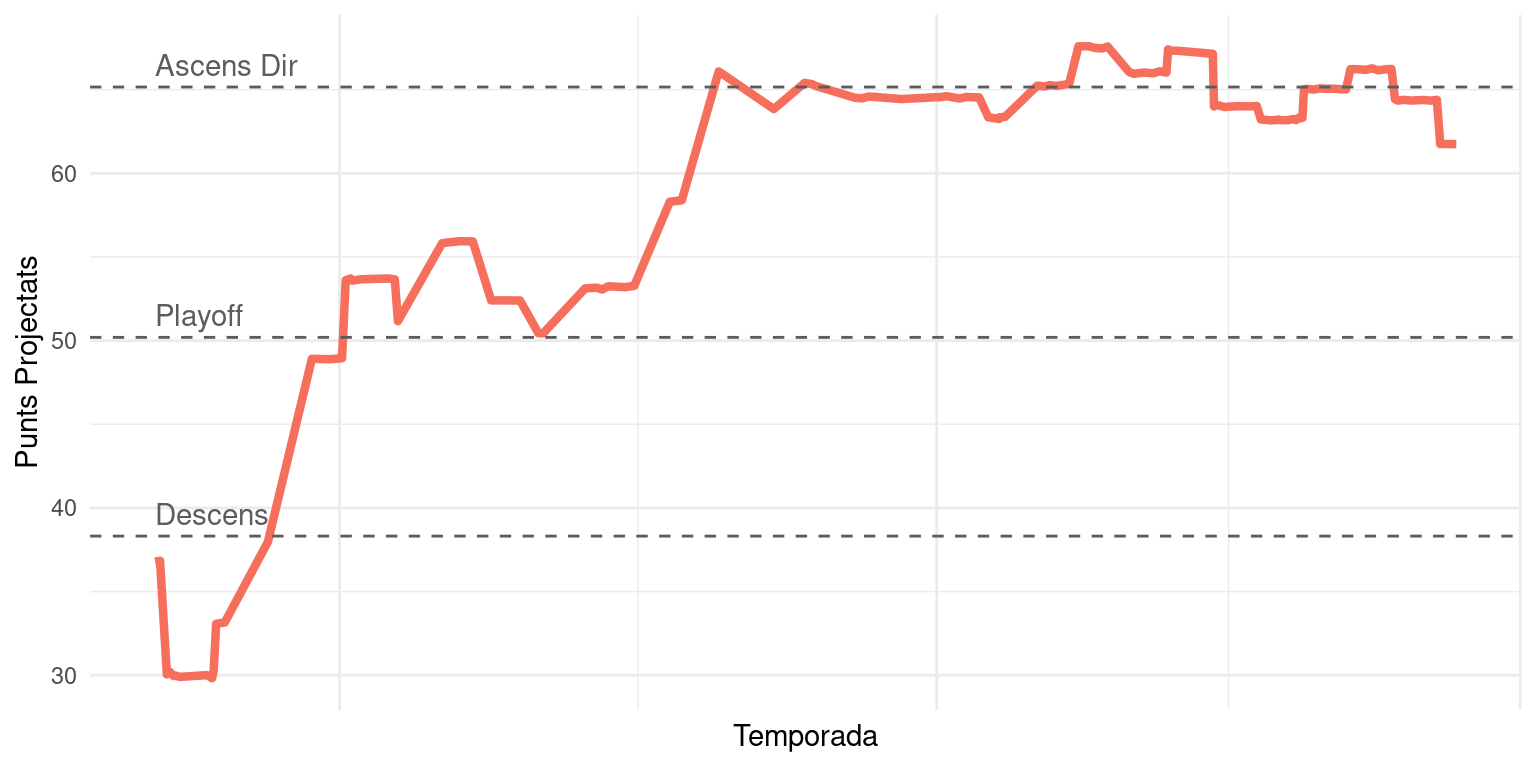 Ascens Dir
60
Playoff
50
Descens
40
30
Punts Projectats
Temporada